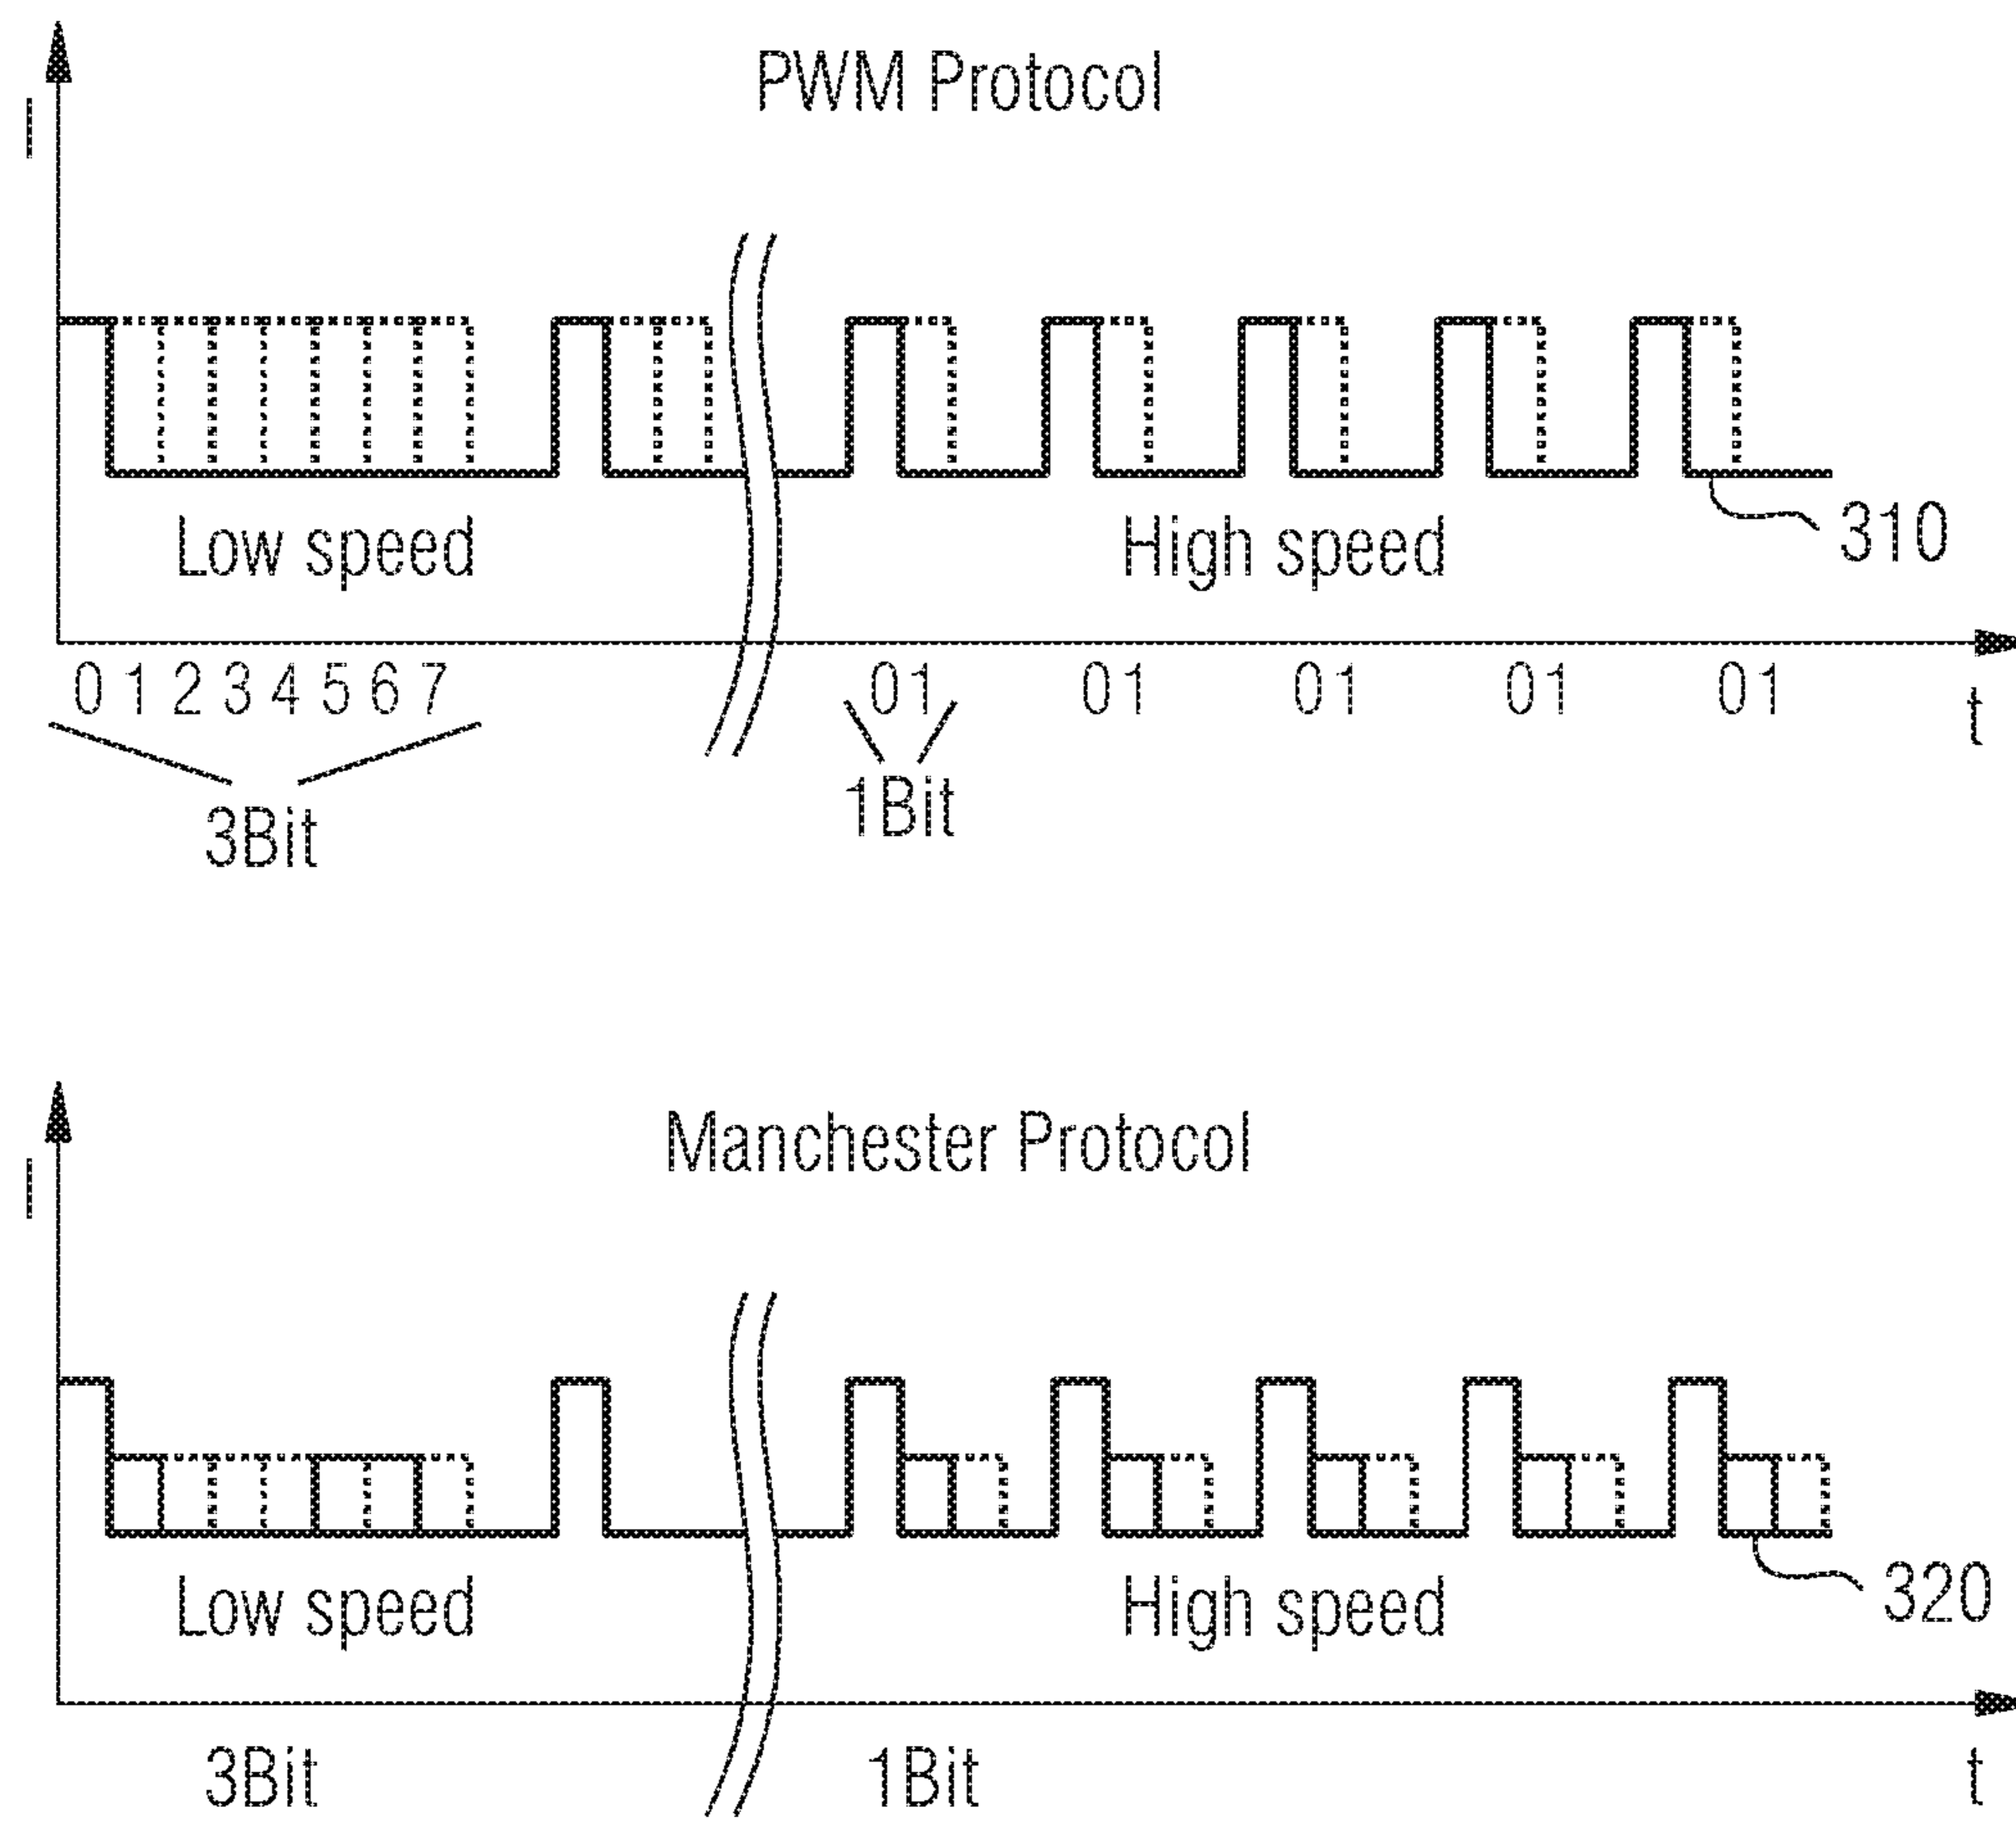 PWM Protocol
I
Low speed
High speed
310
0 1 2 3 4 5 6 7
01 01 01 01 01
t
3Bit
1Bit
Manchester Protocol
I
Low speed
High speed
320
3Bit
1Bit
t